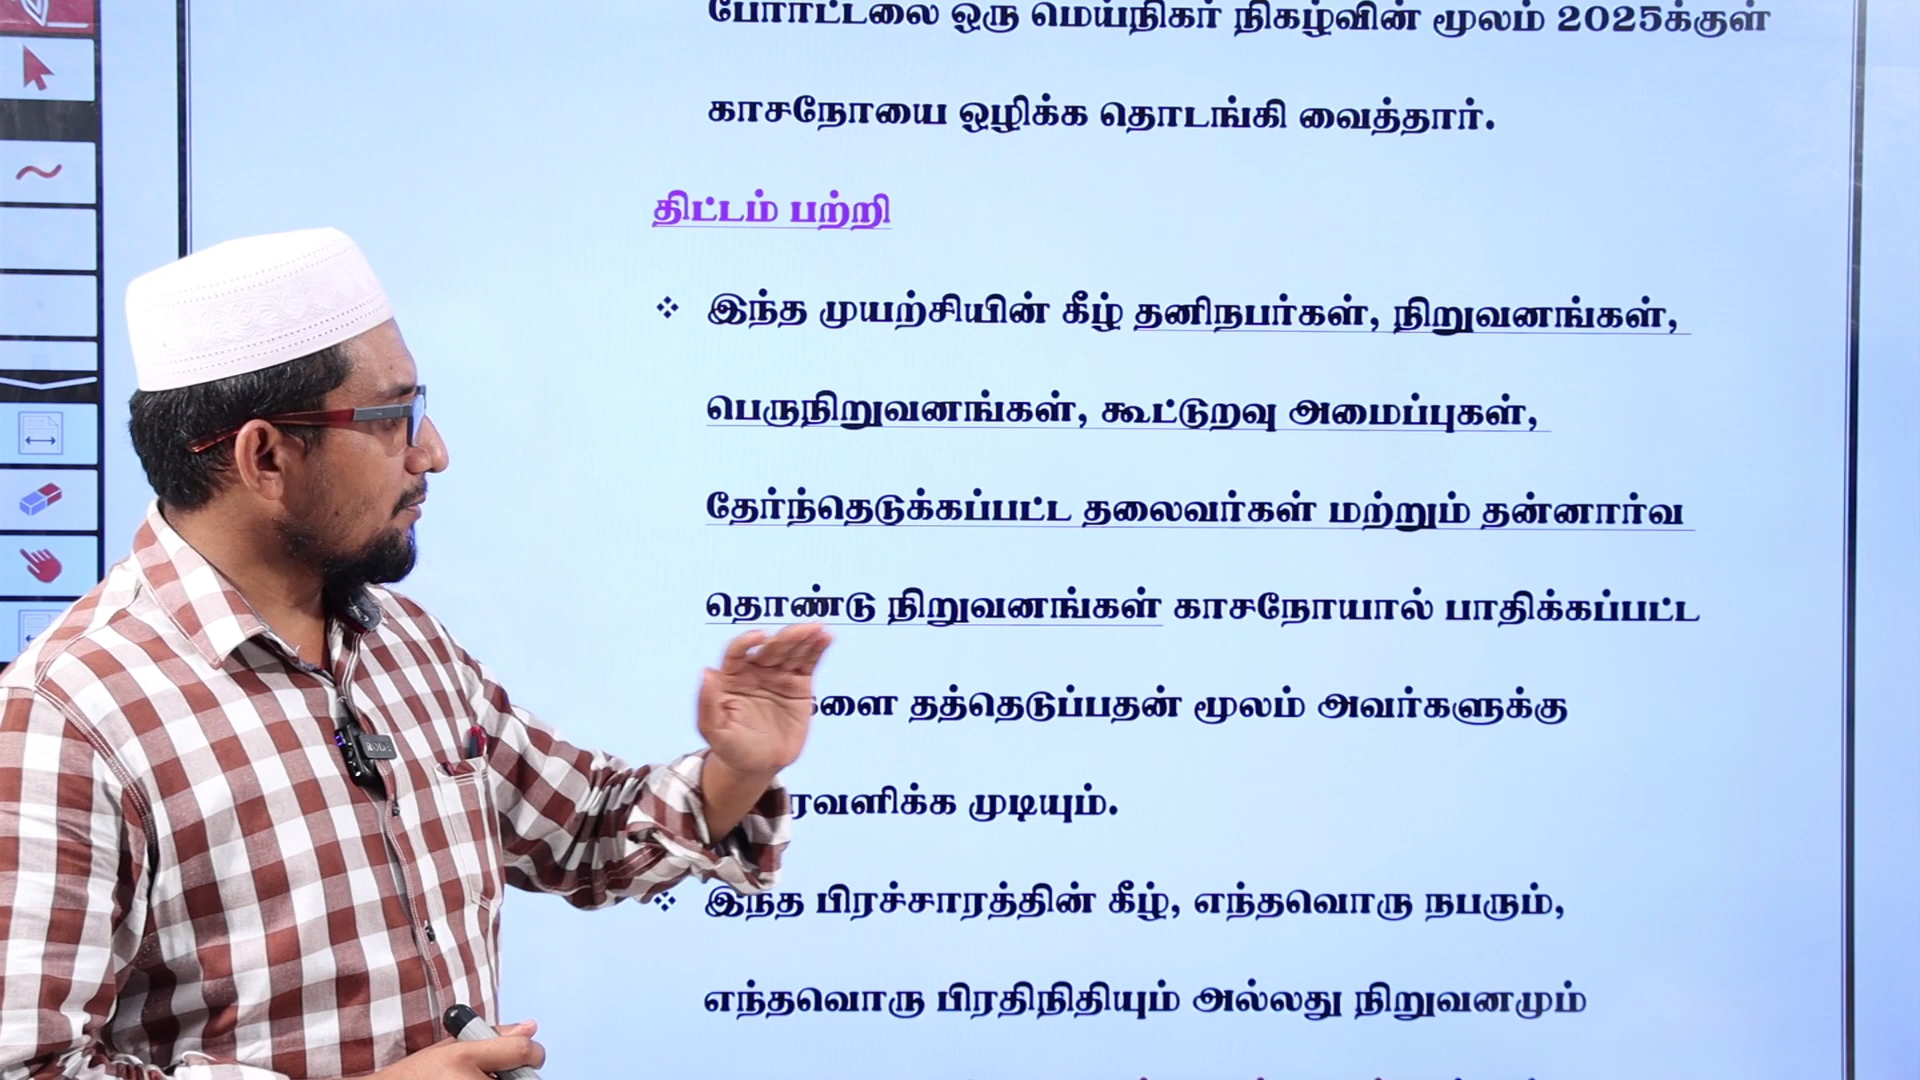 போர்ட்டலை ஒரு மெய்நிகர் நிகழ்வின் மூலம் 2025க்குள்
காசநோயை ஒழிக்க தொடங்கி வைத்தார்.
திட்டம் பற்றி
❖ இந்த முயற்சியின் கீழ் தனிநபர்கள், நிறுவனங்கள்,
பெருநிறுவனங்கள், கூட்டுறவு அமைப்புகள்,
தேர்ந்தெடுக்கப்பட்ட தலைவர்கள் மற்றும் தன்னார்வ
தொண்டு நிறுவனங்கள் காசநோயால் பாதிக்கப்பட்ட
தத்தெடுப்பதன் மூலம் அவர்களுக்கு
முடியும்.
❖ இந்த பிரச்சாரத்தின் கீழ், எந்தவொரு நபரும்,
எந்தவொரு பிரதிநிதியும் அல்லது நிறுவனமும்